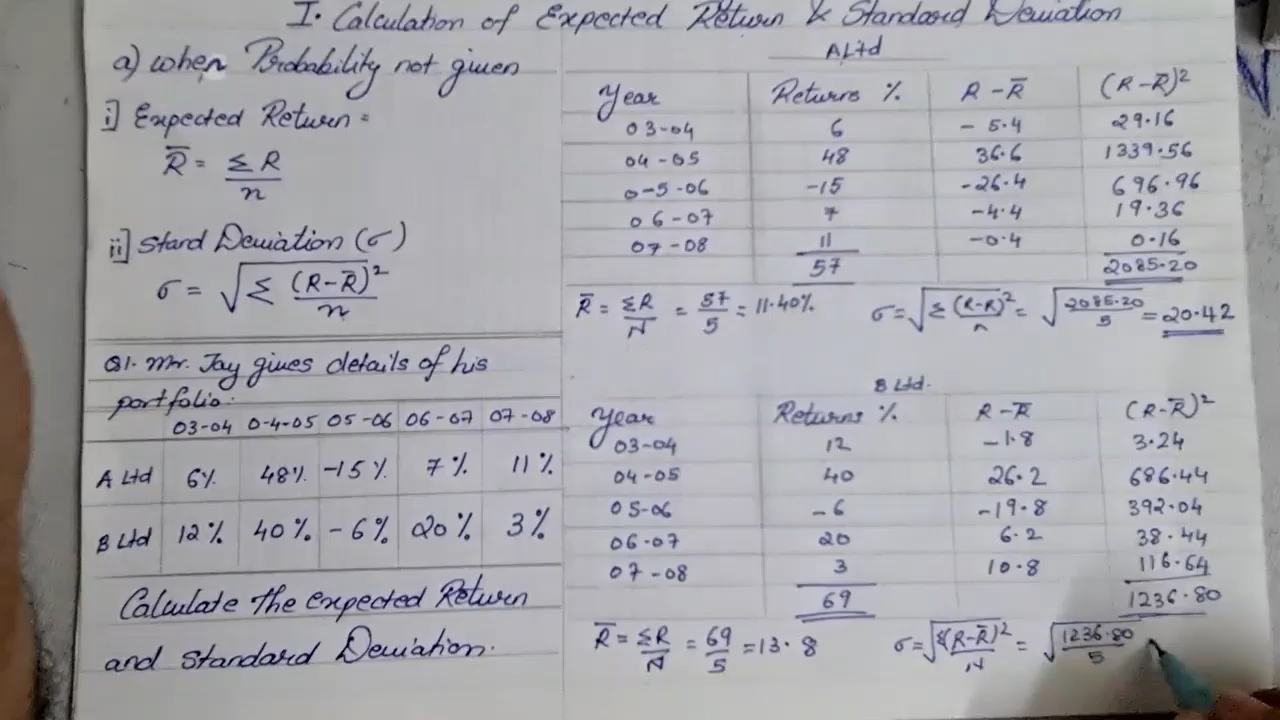 I. Calculation of Expected Return & Standard Deviation
a) when Probability not given
i] Expected Return =
R̅ = ΣR / n
ii] Stard Deviation (σ)
σ = √Σ (R-R̅)² / n
Q1. Mr. Jay gives details of his
portfolio:
03-04 0-4-05 05-06 06-07 07-08
A Ltd 6% 48% -15% 7% 11%
B Ltd 12% 40% -6% 20% 3%
Calculate the expected Return
and standard Deviation.
A Ltd
Year Returns % R-R̅ (R-R̅)²
03-04 6 -5.4 29.16
04-05 48 36.6 1339.56
0-5-06 -15 -26.4 696.96
06-07 7 -4.4 19.36
07-08 11 -0.4 0.16
57 2085.20
R̅ = ΣR / N = 57 / 5 = 11.40% σ = √Σ (R-R)² / n = √2085.20 / 5 = 20.42
B Ltd.
Year Returns % R-R̅ (R-R̅)²
03-04 12 -1.8 3.24
04-05 40 26.2 686.44
05-06 -6 -19.8 392.04
06-07 20 6.2 38.44
07-08 3 10.8 116.64
69 1236.80
R̅ = ΣR / N = 69 / 5 = 13.8 σ = √Σ(R-R̅)² / N = √1236.80 / 5